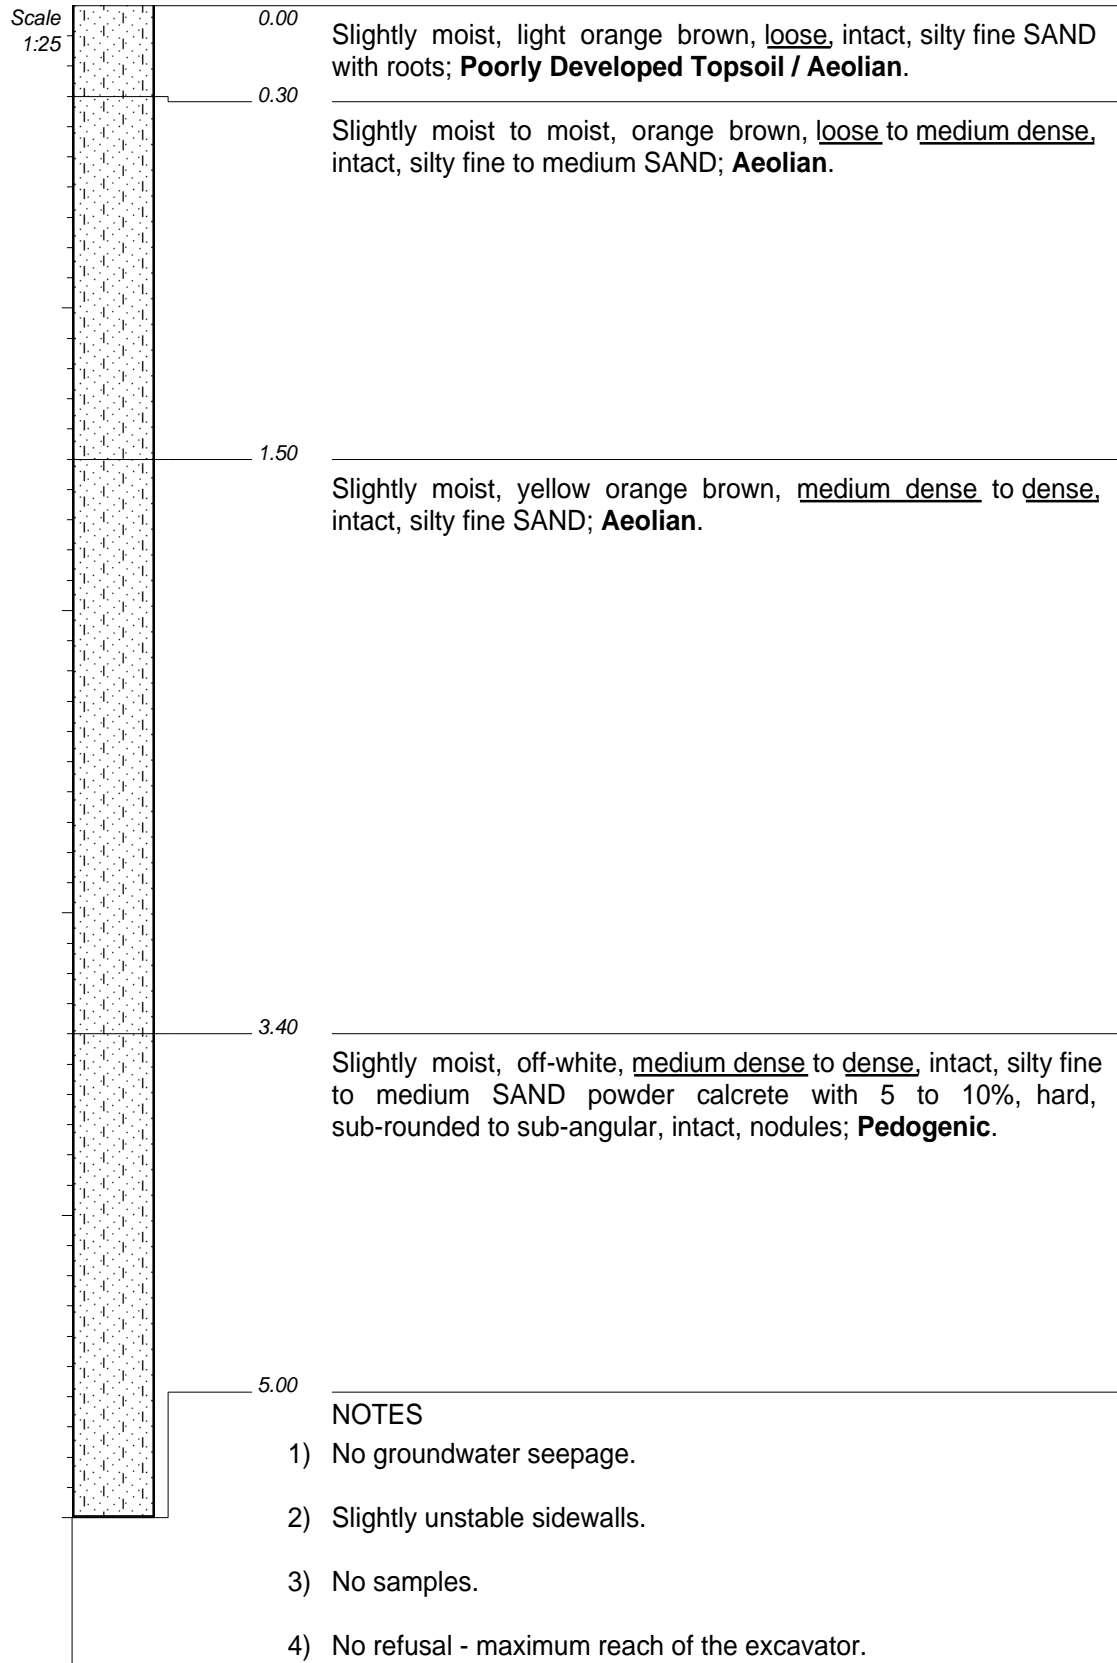 Scale
1:25
0.00
Slightly moist, light orange brown, loose, intact, silty fine SAND
with roots; Poorly Developed Topsoil / Aeolian.
0.30
Slightly moist to moist, orange brown, loose to medium dense,
intact, silty fine to medium SAND; Aeolian.
1.50
Slightly moist, yellow orange brown, medium dense to dense,
intact, silty fine SAND; Aeolian.
3.40
Slightly moist, off-white, medium dense to dense, intact, silty fine
to medium SAND powder calcrete with 5 to 10%, hard,
sub-rounded to sub-angular, intact, nodules; Pedogenic.
5.00
NOTES
1) No groundwater seepage.
2) Slightly unstable sidewalls.
3) No samples.
4) No refusal - maximum reach of the excavator.